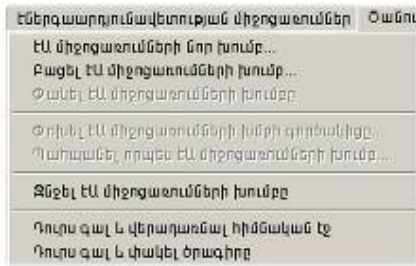 Էներգաարդյունավետության միջոցառումներ Ծանու
ԷԱ միջոցառումների նոր խումբ...
Բացել ԷԱ միջոցառումների խումբ...
Փակել ԷԱ միջոցառումների խումբը
Փոխել ԷԱ միջոցառումների խմբի գործակիցը...
Պահպանել որպես ԷԱ միջոցառումների խումբ...
Ջնջել ԷԱ միջոցառումների խումբը
Դուրս գալ և վերադառնալ հիմնական էջ
Դուրս գալ և փակել ծրագիրը